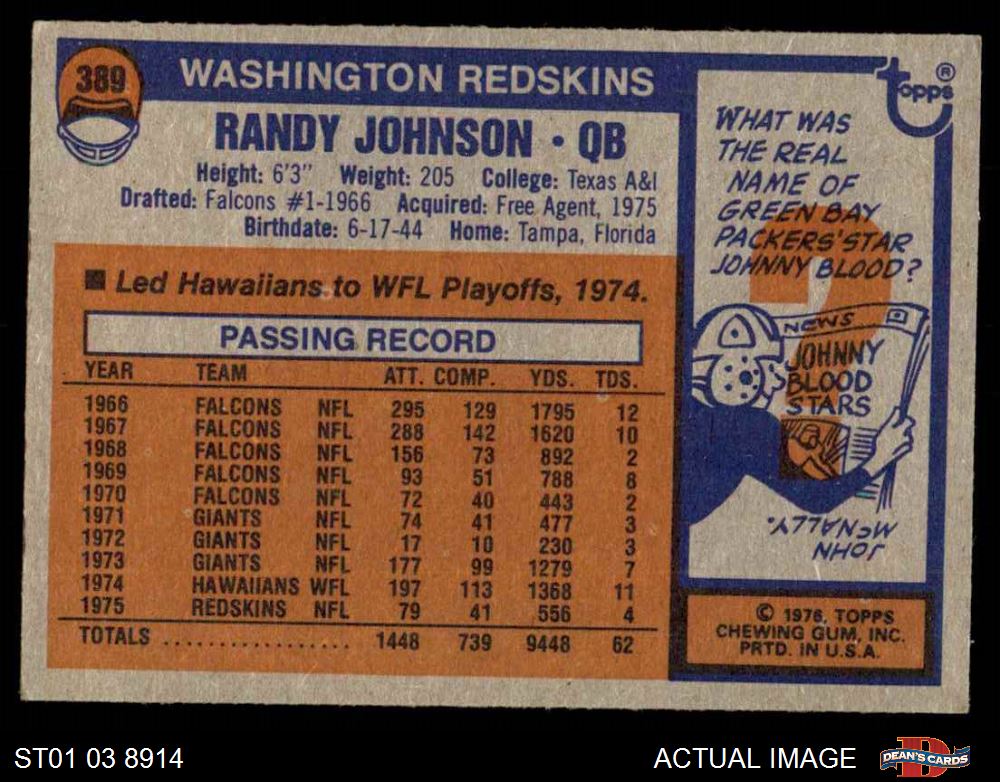 389
WASHINGTON REDSKINS
RANDY JOHNSON • QB
Height: 6'3" Weight: 205 College: Texas A&I
Drafted: Falcons #1-1966 Acquired: Free Agent, 1975
Birthdate: 6-17-44 Home: Tampa, Florida
■ Led Hawaiians to WFL Playoffs, 1974.
PASSING RECORD
YEAR TEAM ATT. COMP. YDS. TDS.
1966 FALCONS NFL 295 129 1795 12
1967 FALCONS NFL 288 142 1620 10
1968 FALCONS NFL 156 73 892 2
1969 FALCONS NFL 93 51 788 8
1970 FALCONS NFL 72 40 443 2
1971 GIANTS NFL 74 41 477 3
1972 GIANTS NFL 17 10 230 3
1973 GIANTS NFL 177 99 1279 7
1974 HAWAIIANS WFL 197 113 1368 11
1975 REDSKINS NFL 79 41 556 4
TOTALS ................. 1448 739 9448 62
topps ®
WHAT WAS
THE REAL
NAME OF
GREEN BAY
PACKERS' STAR
JOHNNY BLOOD?
?
NEWS
JOHNNY
BLOOD
STARS
JOHN
McNALLY.
© 1976, TOPPS
CHEWING GUM, INC.
PRTD. IN U.S.A.
ST01 03 8914
ACTUAL IMAGE
D
DEAN'S CARDS